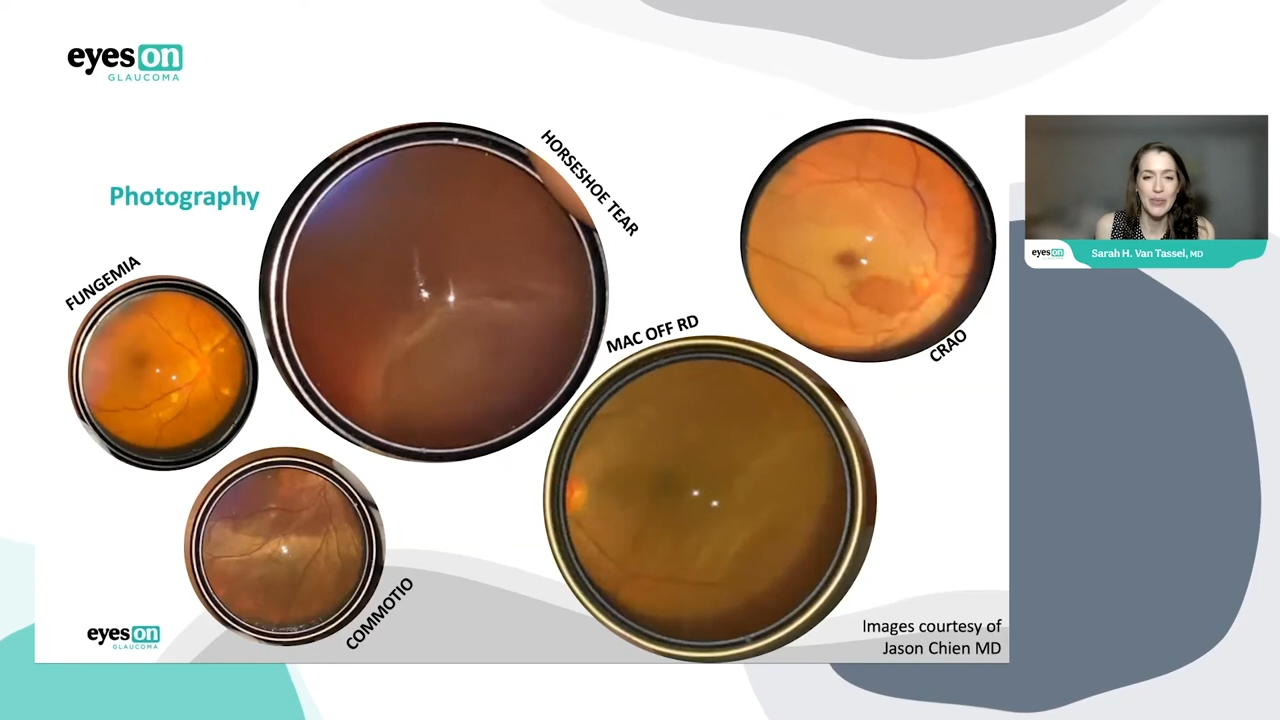 eyes on
GLAUCOMA
Photography
FUNGEMIA
HORSESHOE TEAR
COMMOTIO
MAC OFF RD
CRAO
eyes on
Sarah H. Van Tassel, MD
eyes on
GLAUCOMA
Images courtesy of
Jason Chien MD